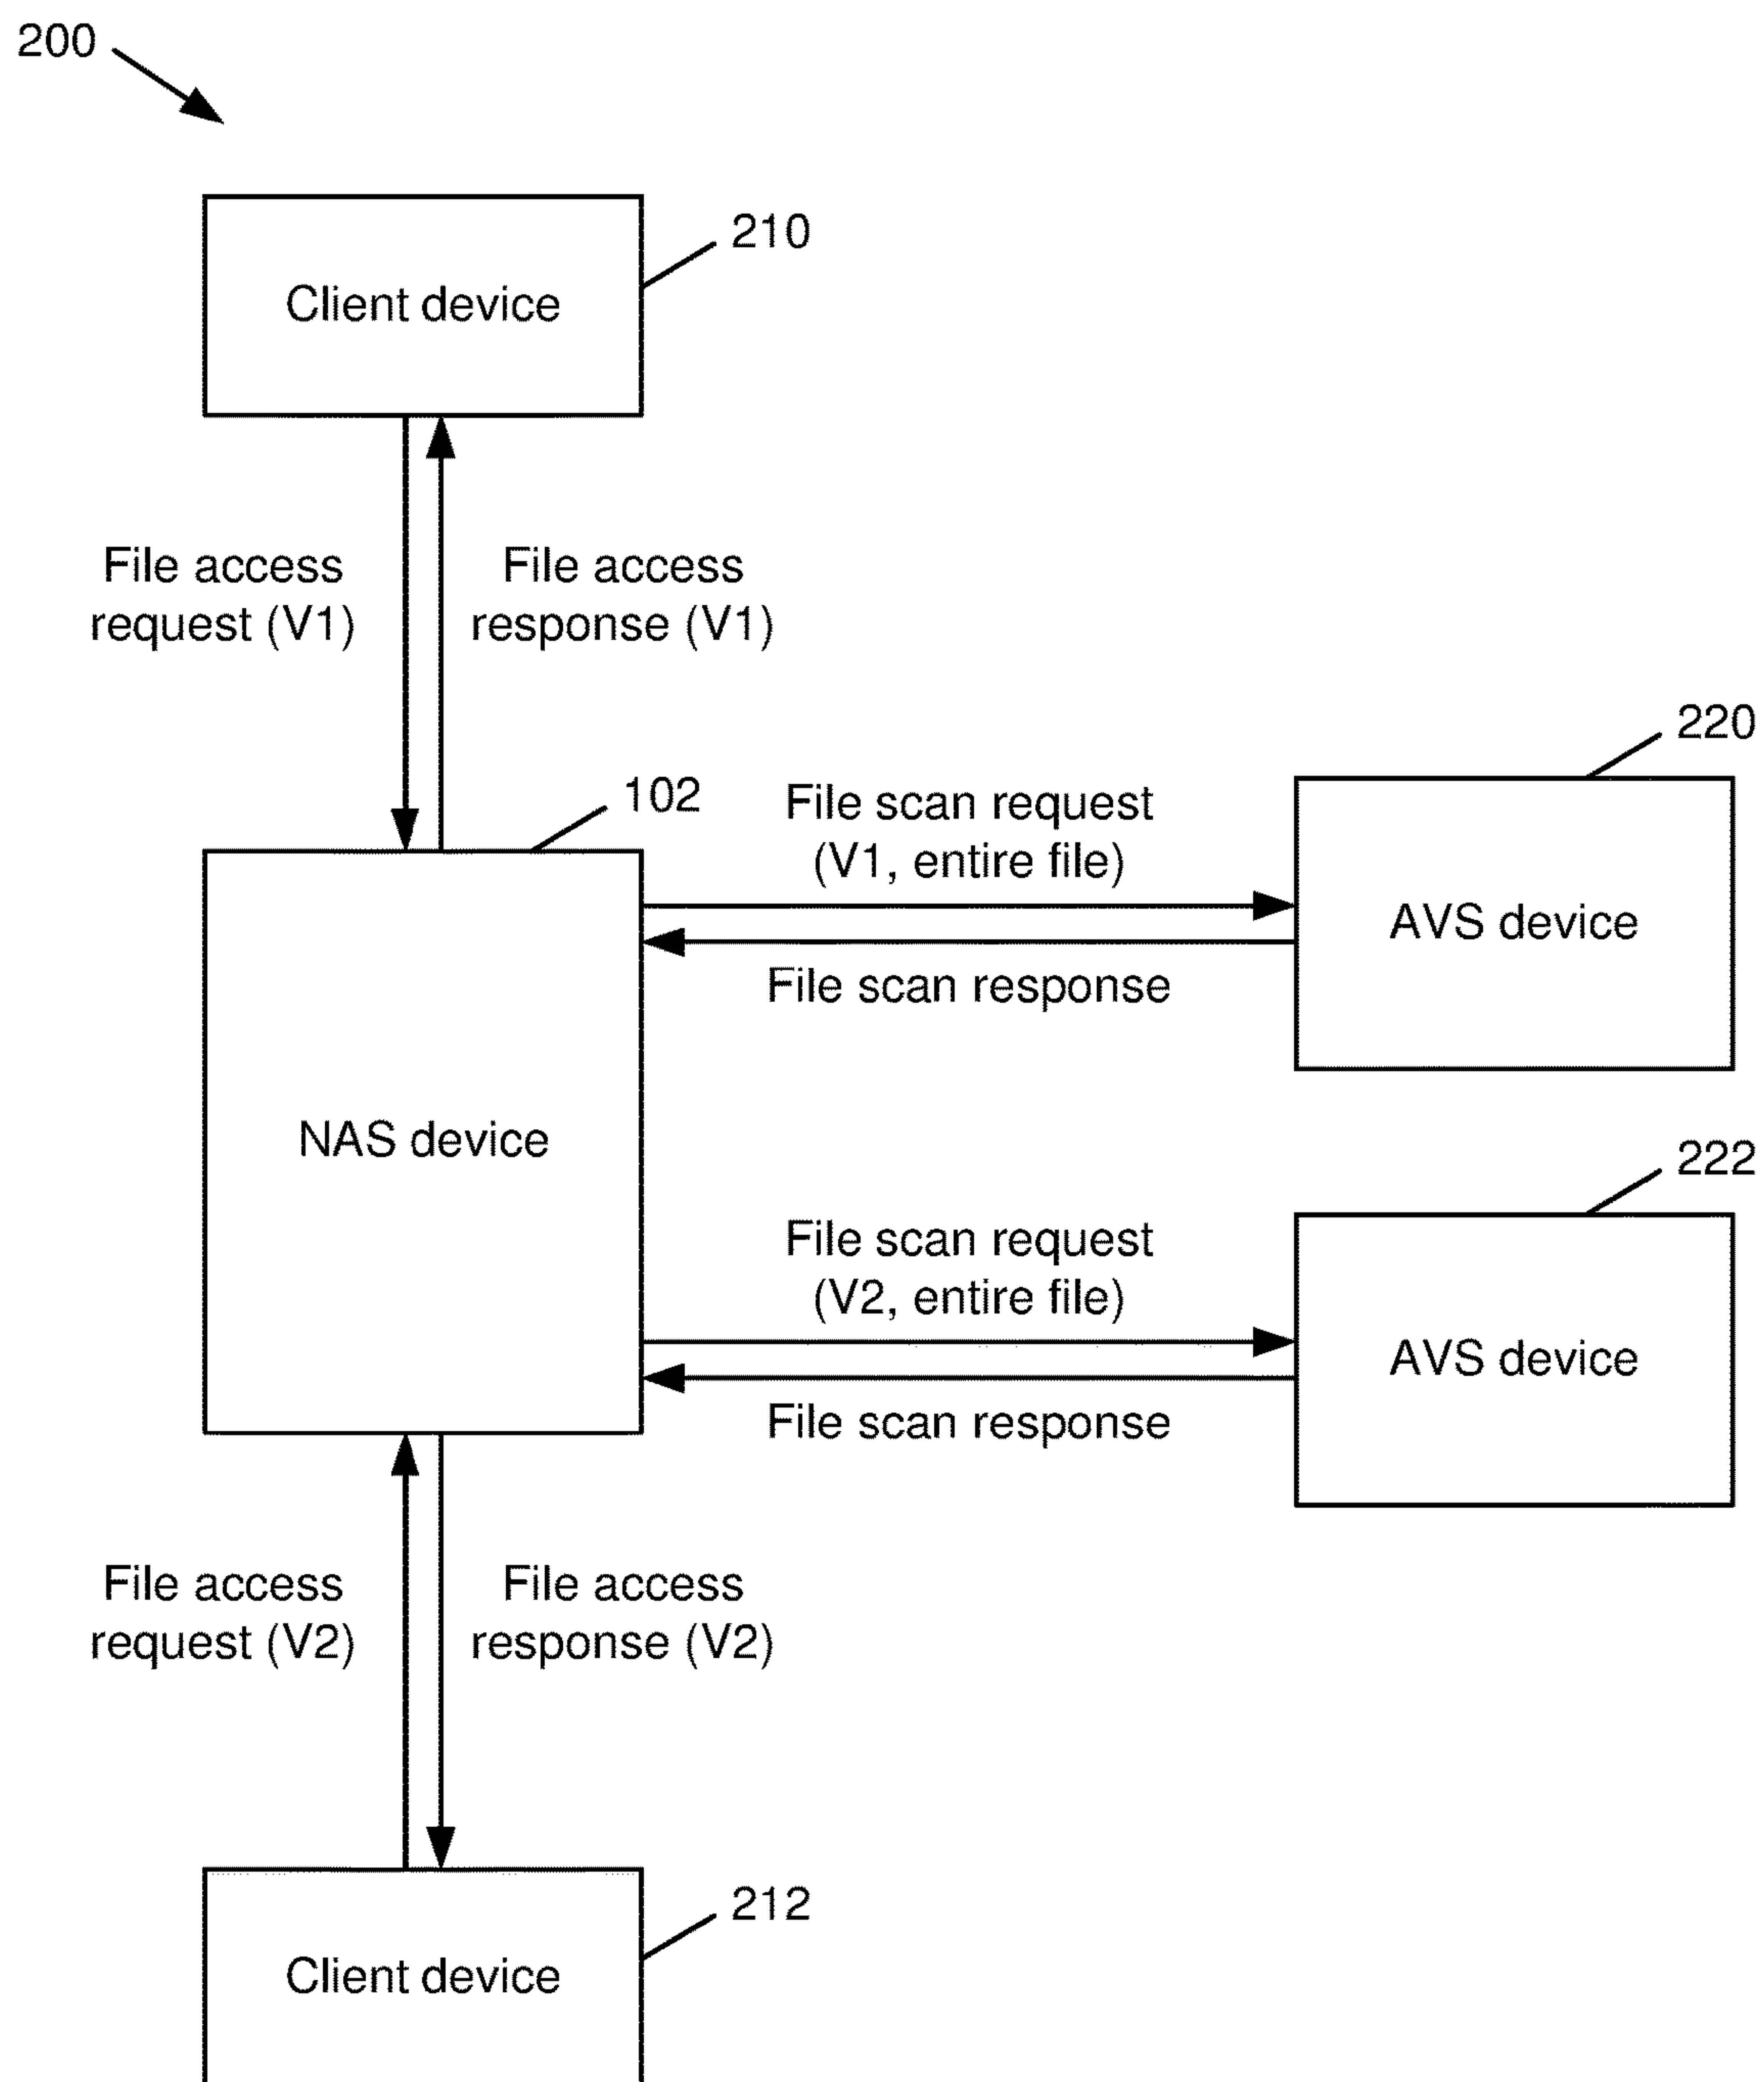 200
210
Client device
File access
request (V1)
File access
response (V1)
220
102
File scan request
(V1, entire file)
AVS device
File scan response
NAS device
222
File scan request
(V2, entire file)
AVS device
File scan response
File access
request (V2)
File access
response (V2)
212
Client device